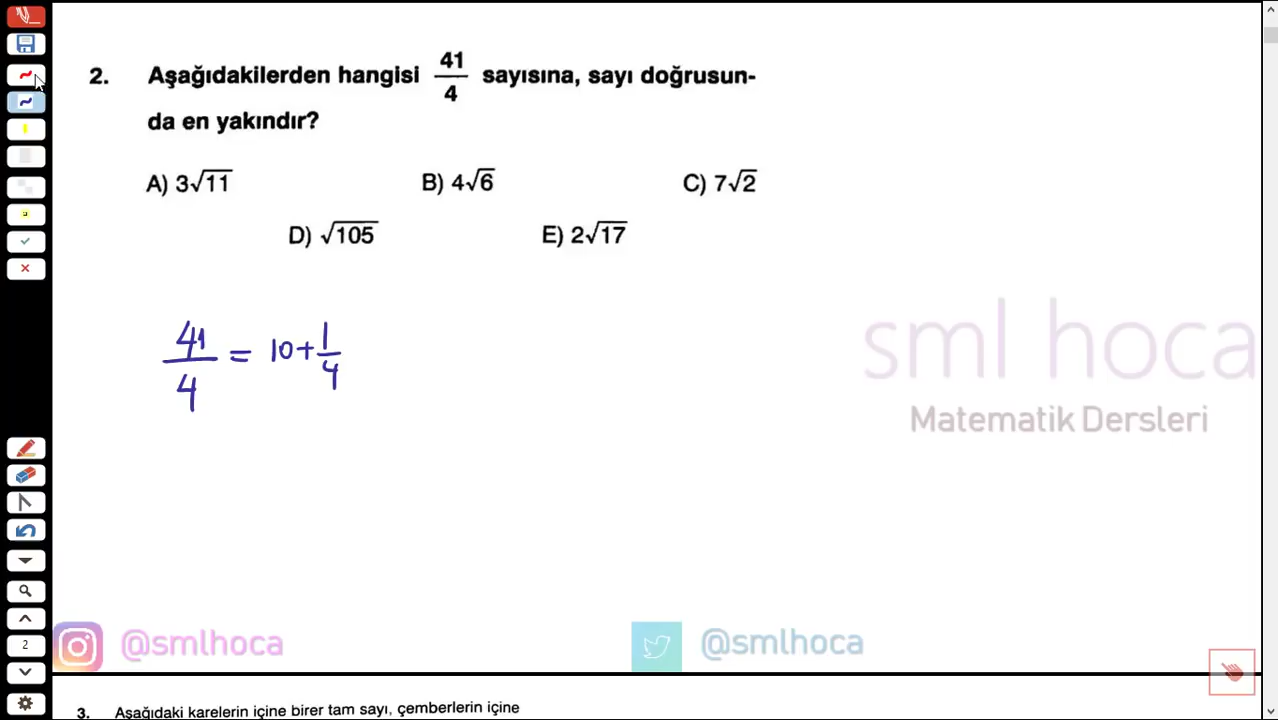 2. Aşağıdakilerden hangisi 41/4 sayısına, sayı doğrusun-
da en yakındır?
A) 3√11 B) 4√6 C) 7√2
D) √105 E) 2√17
41/4 = 10+1/4
sml hoca
Matematik Dersleri
@smlhoca @smlhoca
2
3. Aşağıdaki karelerin içine birer tam sayı, çemberlerin içine